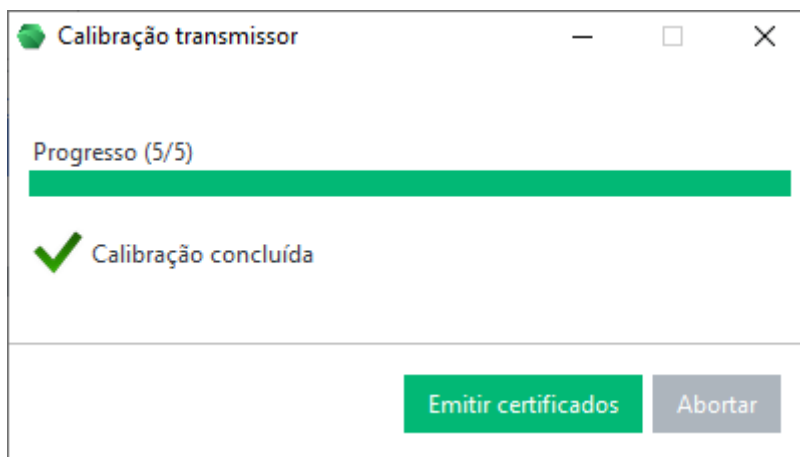 Calibração transmissor
Progresso (5/5)
Calibração concluída
Emitir certificados Abortar